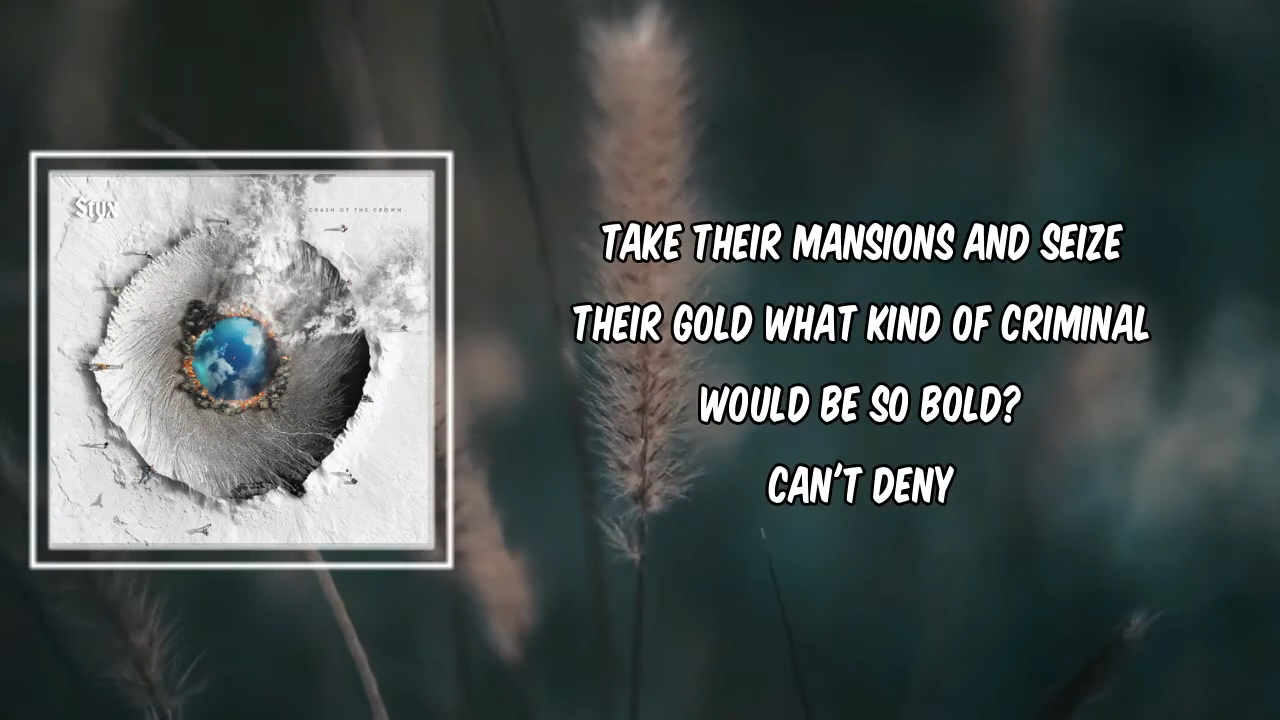 Styx
CRASH OF THE CROWN
TAKE THEIR MANSIONS AND SEIZE
THEIR GOLD WHAT KIND OF CRIMINAL
WOULD BE SO BOLD?
CAN'T DENY